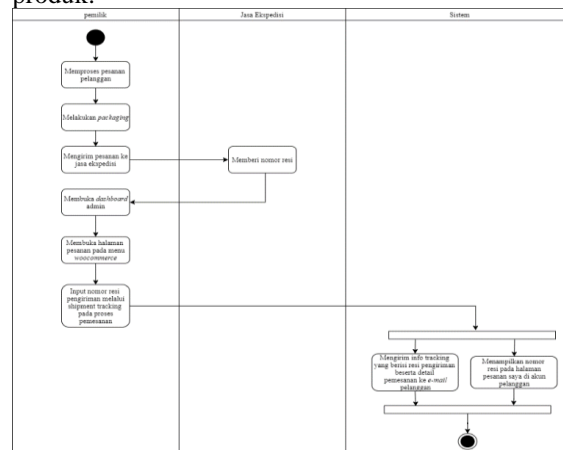 produk.
pemilik
Jasa Ekspedisi
Sistem
Memproses pesanan
pelanggan
Melakukan packaging
Mengirim pesanan ke
jasa ekspedisi
Memberi nomor resi
Membuka dashboard
admin
Membuka halaman
pesanan pada menu
woocommerce
Input nomor resi
pengiriman melalui
shipment tracking
pada proses
pemesanan
Mengirim info tracking
yang berisi resi pengiriman
beserta detail
pemesanan ke e-mail
pelanggan
Menampilkan nomor
resi pada halaman
pesanan saya di akun
pelanggan